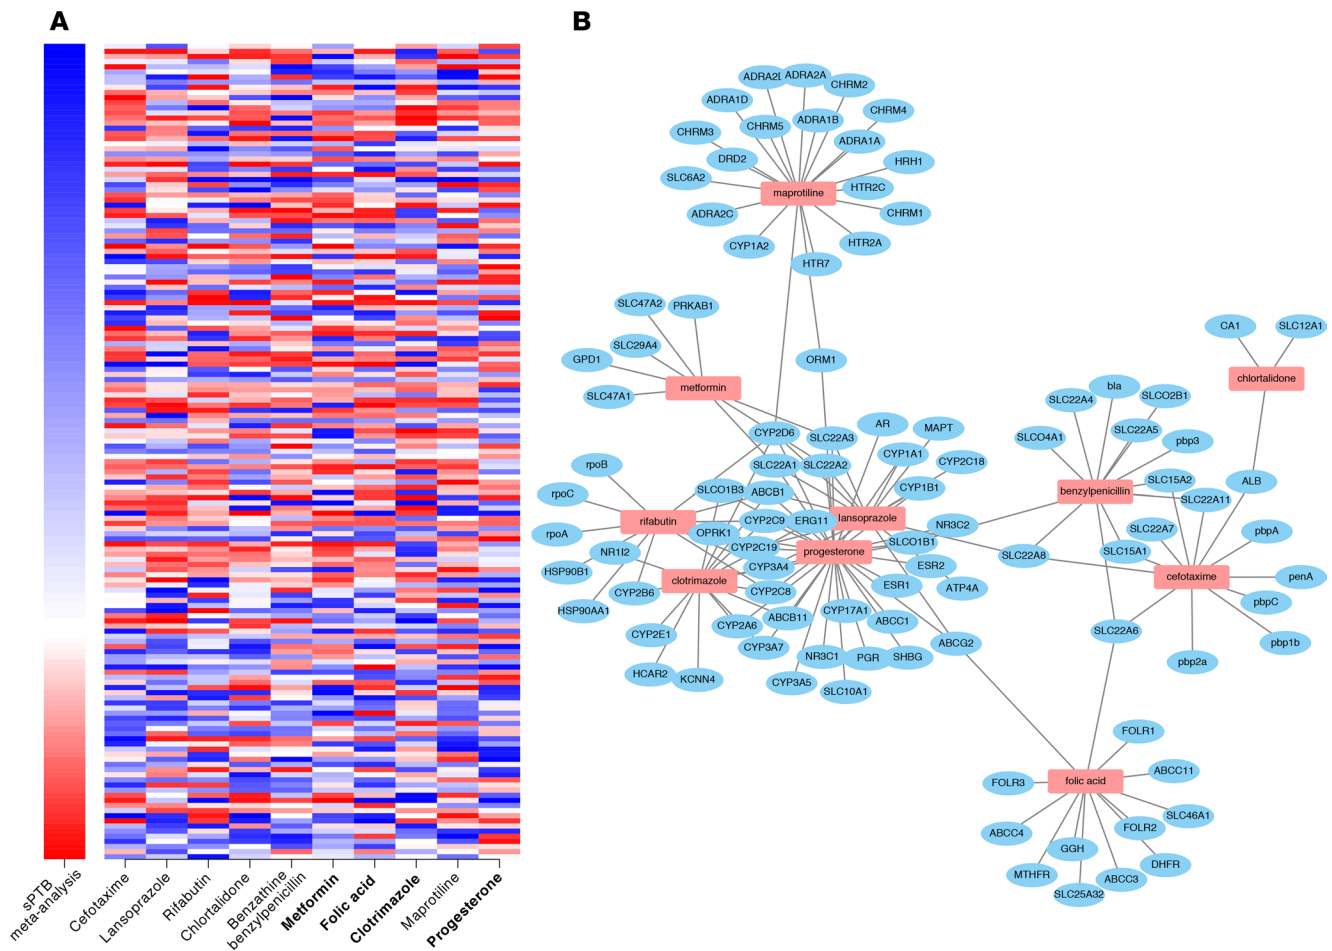 A
B
sPTB
meta-analysis
Cefotaxime
Lansoprazole
Rifabutin
Chlortalidone
Benzathine
benzylpenicillin
Metformin
Folic acid
Clotrimazole
Maprotiline
Progesterone
ADRA2A
CHRM2
ADRA1D
CHRM4
CHRM5
ADRA1B
CHRM3
ADRA1A
DRD2
HRH1
SLC6A2
maprotiline
HTR2C
ADRA2C
CHRM1
CYP1A2
HTR2A
HTR7
SLC47A2
PRKAB1
CA1
SLC12A1
SLC29A4
GPD1
ORM1
metformin
chlortalidone
SLC47A1
bla
SLC22A4
SLCO2B1
AR
MAPT
CYP2D6
SLC22A3
SLCO4A1
SLC22A5
pbp3
CYP1A1
rpoB
SLC22A1
SLC22A2
CYP2C18
SLC15A2
ALB
rpoC
SLCO1B3
ABCB1
CYP1B1
benzylpenicillin
SLC22A11
rifabutin
CYP2C9
ERG11
lansoprazole
NR3C2
SLC22A7
pbpA
rpoA
OPRK1
SLCO1B1
NR1I2
CYP2C19
progesterone
SLC22A8
SLC15A1
HSP90B1
CYP3A4
ESR2
clotrimazole
cefotaxime
penA
CYP2B6
CYP2C8
ESR1
ATP4A
HSP90AA1
pbpC
CYP2A6
ABCB11
CYP17A1
ABCC1
SLC22A6
CYP2E1
CYP3A7
ABCG2
pbp1b
NR3C1
PGR
SHBG
pbp2a
HCAR2
KCNN4
CYP3A5
SLC10A1
FOLR1
FOLR3
folic acid
ABCC11
SLC46A1
ABCC4
FOLR2
GGH
DHFR
MTHFR
ABCC3
SLC25A32